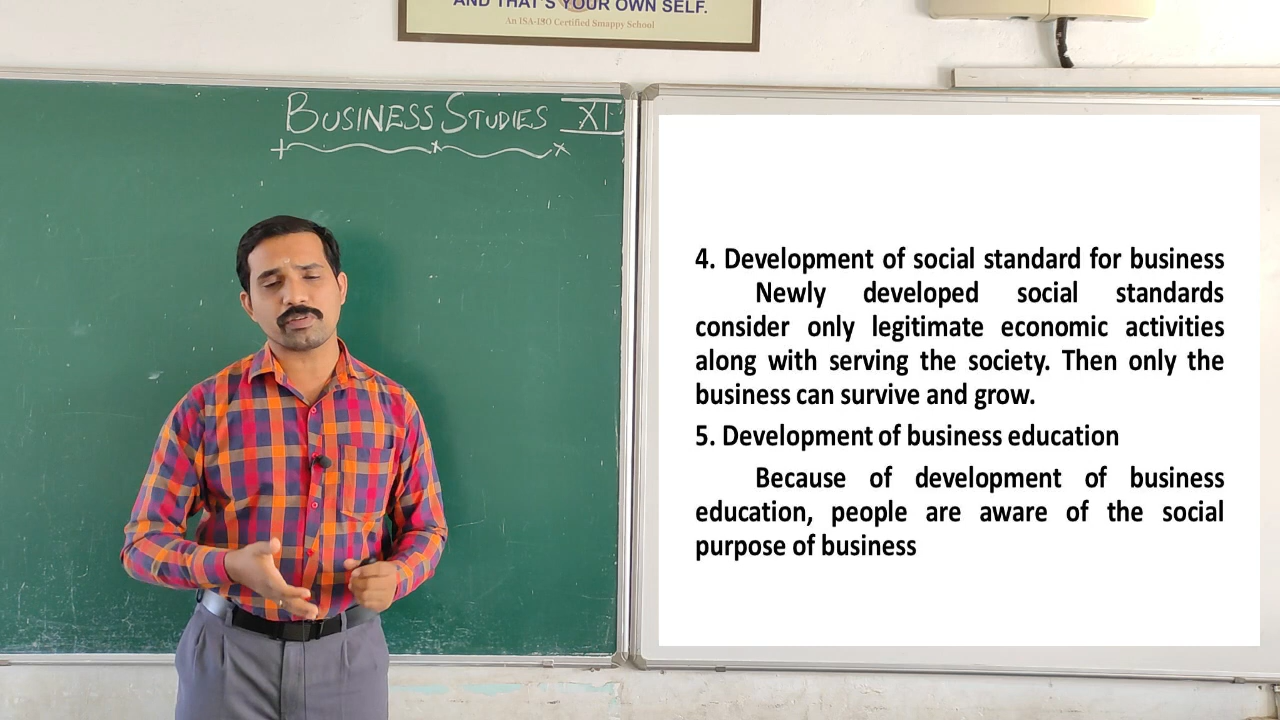 AND THAT'S YOUR OWN SELF.
An ISA-ISO Certified Smappy School
BUSINESS STUDIES XI
4. Development of social standard for business
Newly developed social standards
consider only legitimate economic activities
along with serving the society. Then only the
business can survive and grow.
5. Development of business education
Because of development of business
education, people are aware of the social
purpose of business